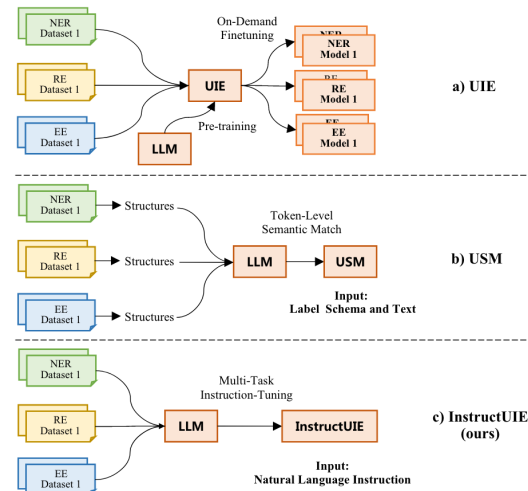 NER
Dataset 1
On-Demand
Finetuning
NER
NER
Model 1
RE
Dataset 1
UIE
RE
RE
Model 1
a) UIE
EE
Dataset 1
LLM
Pre-training
EE
EE
Model 1
NER
Dataset 1
Structures
Token-Level
Semantic Match
RE
Dataset 1
Structures
LLM
USM
b) USM
EE
Dataset 1
Structures
Input:
Label Schema and Text
NER
Dataset 1
Multi-Task
Instruction-Tuning
RE
Dataset 1
LLM
InstructUIE
c) InstructUIE
(ours)
EE
Dataset 1
Input:
Natural Language Instruction